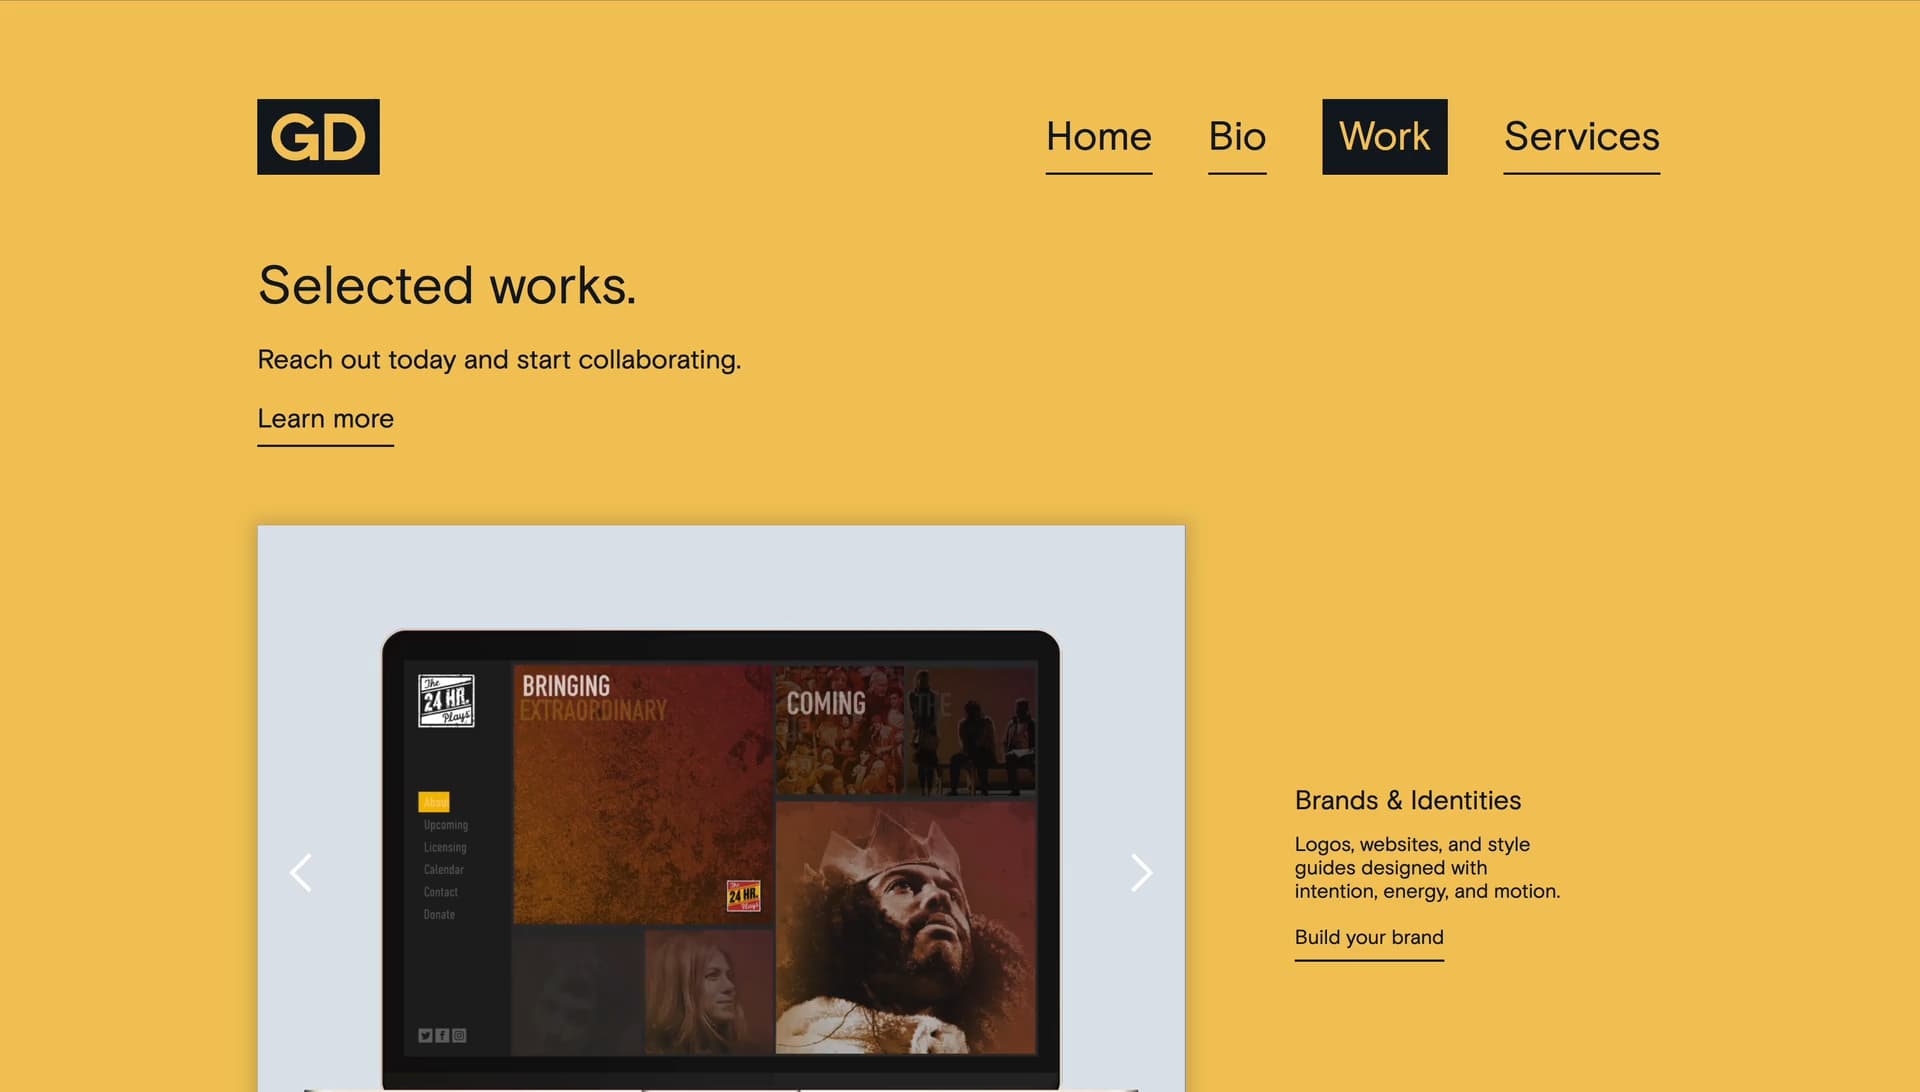 GD
Home
Bio
Work
Services
Selected works.
Reach out today and start collaborating.
Learn more
The
24 HR.
Plays
BRINGING
EXTRAORDINARY
COMING
THE
About
Upcoming
Licensing
Calendar
Contact
Donate
The
24 HR.
Plays
Brands & Identities
Logos, websites, and style
guides designed with
intention, energy, and motion.
Build your brand